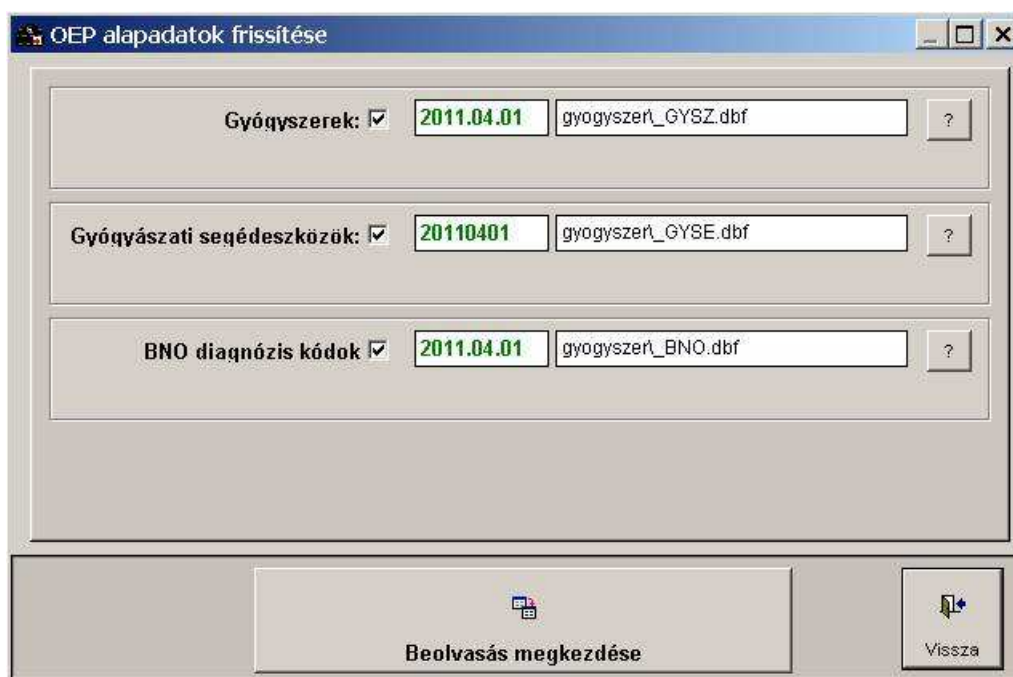 OEP alapadatok frissítése
Gyógyszerek: 2011.04.01 gyogyszer\_GYSZ.dbf ?
Gyógyászati segédeszközök: 20110401 gyogyszer\_GYSE.dbf ?
BNO diagnózis kódok 2011.04.01 gyogyszer\_BNO.dbf ?
Beolvasás megkezdése
Vissza